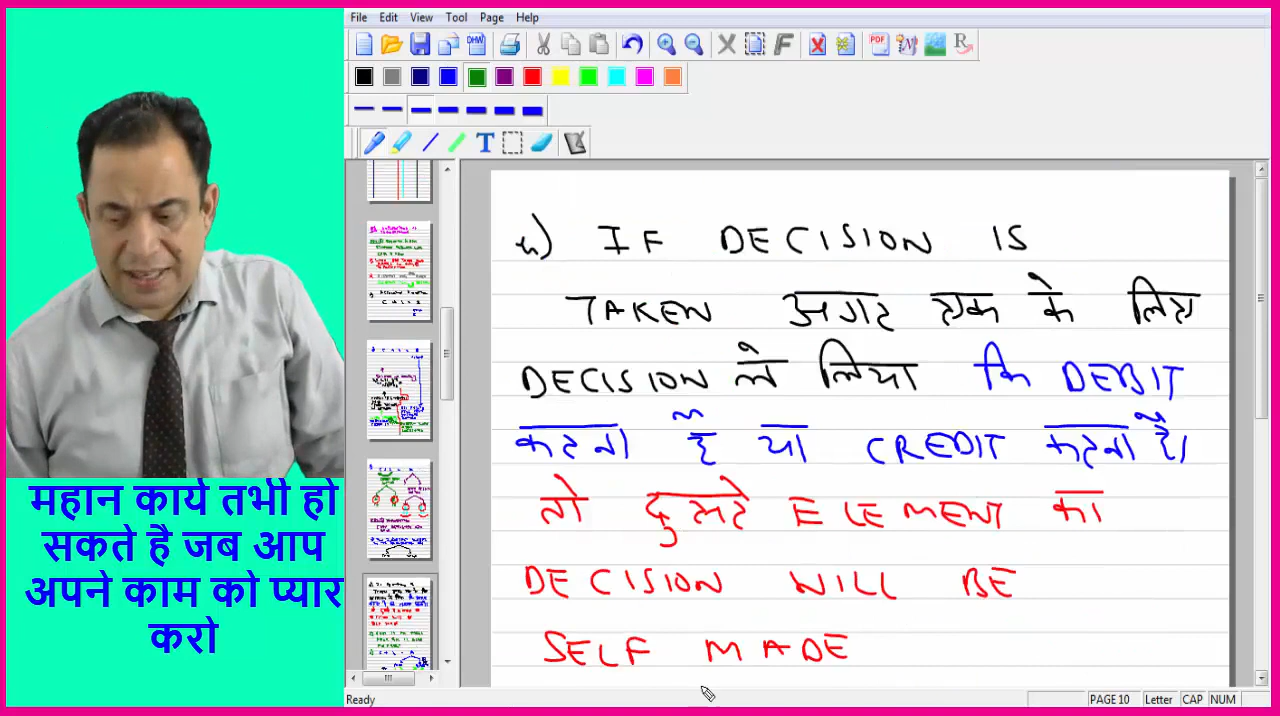 File Edit View Tool Page Help
h) IF DECISION IS
TAKEN अगर एक के लिए
DECISION ले लिया कि DEBIT
करना है या CREDIT करना है।
तो दुसरे ELEMENT का
DECISION WILL BE
SELF MADE
महान कार्य तभी हो
सकते है जब आप
अपने काम को प्यार
करो
Ready PAGE 10 Letter CAP NUM